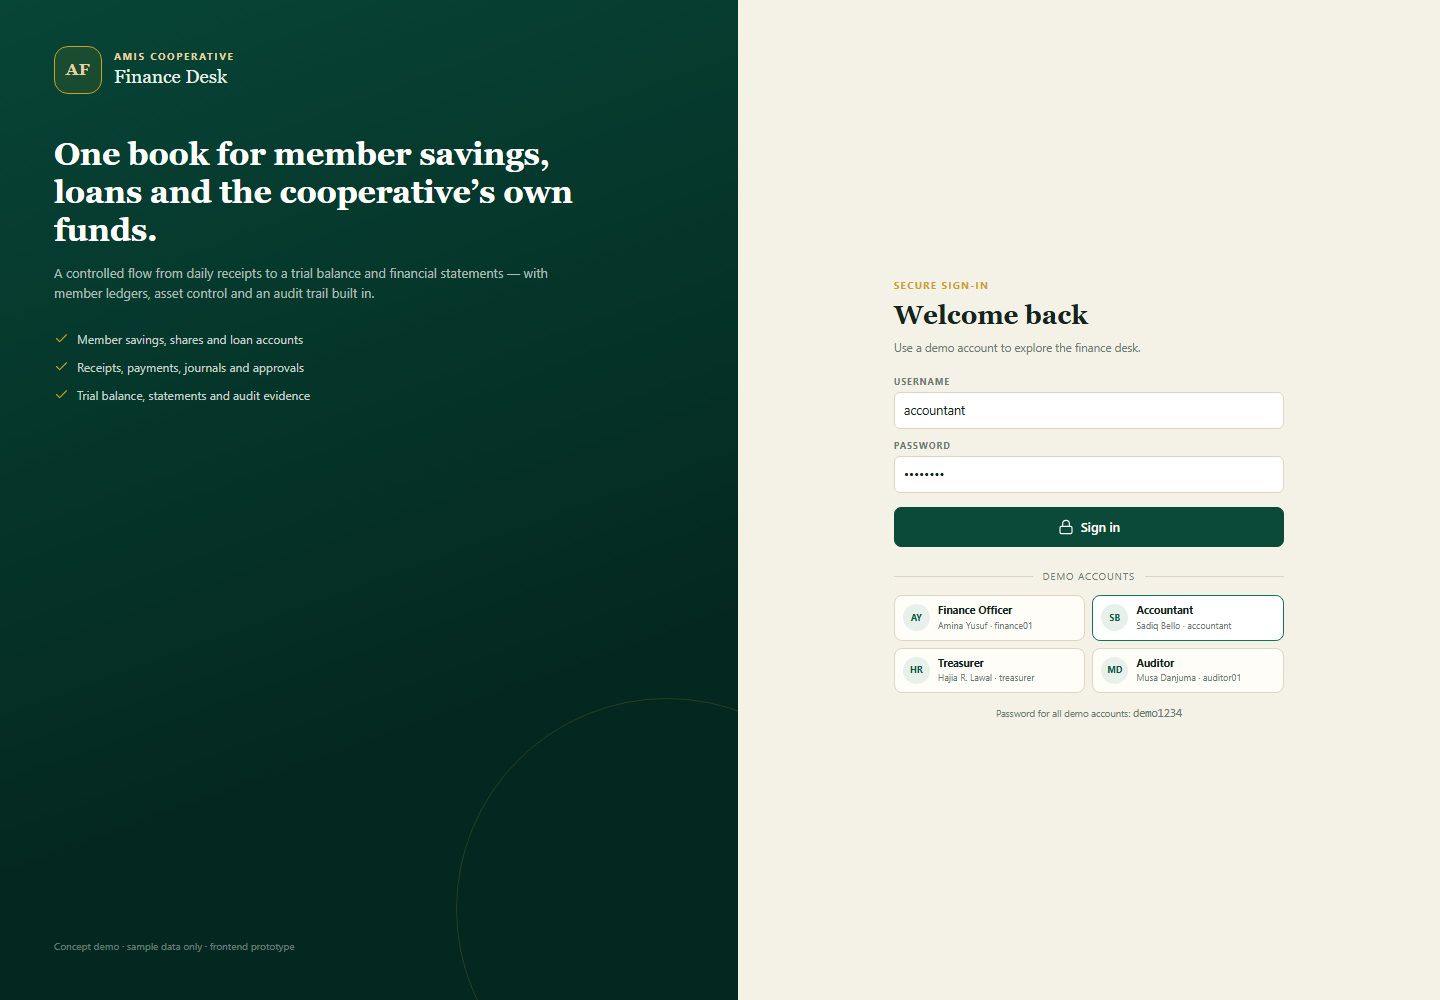 AF
AMIS COOPERATIVE
Finance Desk
One book for member savings,
loans and the cooperative’s own
funds.
A controlled flow from daily receipts to a trial balance and financial statements — with
member ledgers, asset control and an audit trail built in.
Member savings, shares and loan accounts
Receipts, payments, journals and approvals
Trial balance, statements and audit evidence
Concept demo · sample data only · frontend prototype
SECURE SIGN-IN
Welcome back
Use a demo account to explore the finance desk.
USERNAME
accountant
PASSWORD
••••••••
Sign in
DEMO ACCOUNTS
AY
Finance Officer
Amina Yusuf · finance01
SB
Accountant
Sadiq Bello · accountant
HR
Treasurer
Hajia R. Lawal · treasurer
MD
Auditor
Musa Danjuma · auditor01
Password for all demo accounts: demo1234